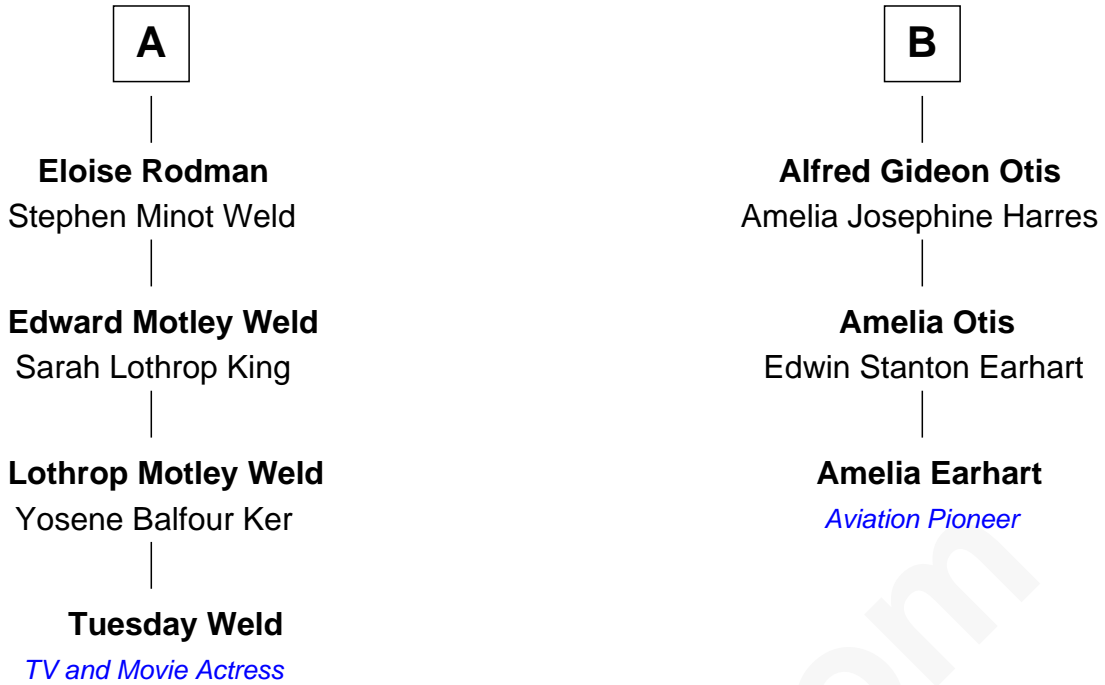 A
Eloise Rodman
Stephen Minot Weld
Edward Motley Weld
Sarah Lothrop King
Lothrop Motley Weld
Yosene Balfour Ker
Tuesday Weld
TV and Movie Actress
B
Alfred Gideon Otis
Amelia Josephine Harres
Amelia Otis
Edwin Stanton Earhart
Amelia Earhart
Aviation Pioneer
om